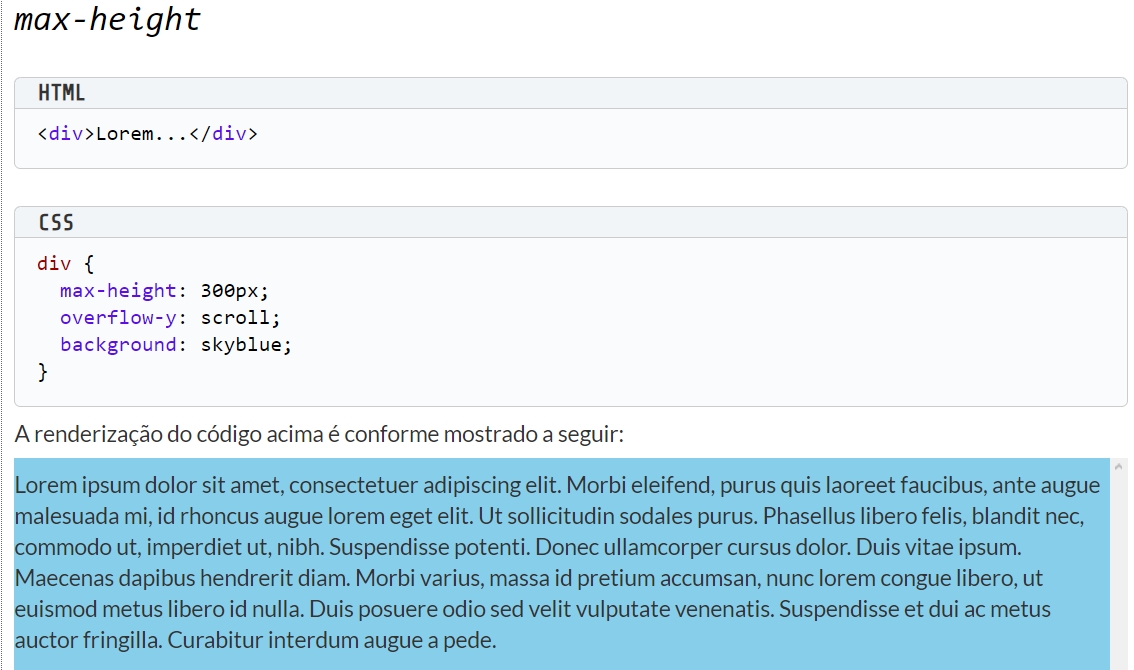 max-height
HTML
<div>Lorem...</div>
CSS
div {
  max-height: 300px;
  overflow-y: scroll;
  background: skyblue;
}
A renderização do código acima é conforme mostrado a seguir:
Lorem ipsum dolor sit amet, consectetuer adipiscing elit. Morbi eleifend, purus quis laoreet faucibus, ante augue
malesuada mi, id rhoncus augue lorem eget elit. Ut sollicitudin sodales purus. Phasellus libero felis, blandit nec,
commodo ut, imperdiet ut, nibh. Suspendisse potenti. Donec ullamcorper cursus dolor. Duis vitae ipsum.
Maecenas dapibus hendrerit diam. Morbi varius, massa id pretium accumsan, nunc lorem congue libero, ut
euismod metus libero id nulla. Duis posuere odio sed velit vulputate venenatis. Suspendisse et dui ac metus
auctor fringilla. Curabitur interdum augue a pede.